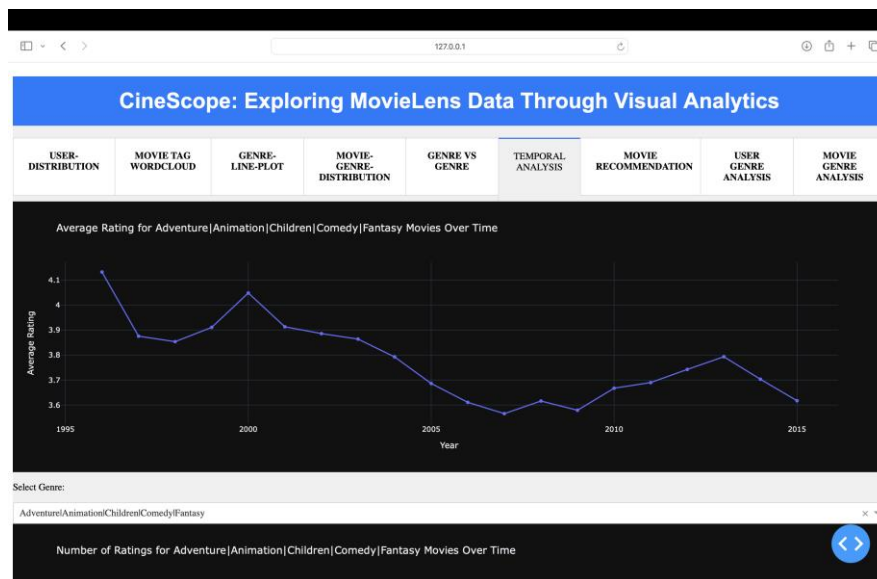 127.0.0.1
CineScope: Exploring MovieLens Data Through Visual Analytics
USER-
DISTRIBUTION
MOVIE TAG
WORDCLOUD
GENRE-
LINE-PLOT
MOVIE-
GENRE-
DISTRIBUTION
GENRE VS
GENRE
TEMPORAL
ANALYSIS
MOVIE
RECOMMENDATION
USER
GENRE
ANALYSIS
MOVIE
GENRE
ANALYSIS
Average Rating for Adventure|Animation|Children|Comedy|Fantasy Movies Over Time
4.1
4
3.9
3.8
3.7
3.6
Average Rating
1995
2000
2005
2010
2015
Year
Select Genre:
Adventure|Animation|Children|Comedy|Fantasy
Number of Ratings for Adventure|Animation|Children|Comedy|Fantasy Movies Over Time